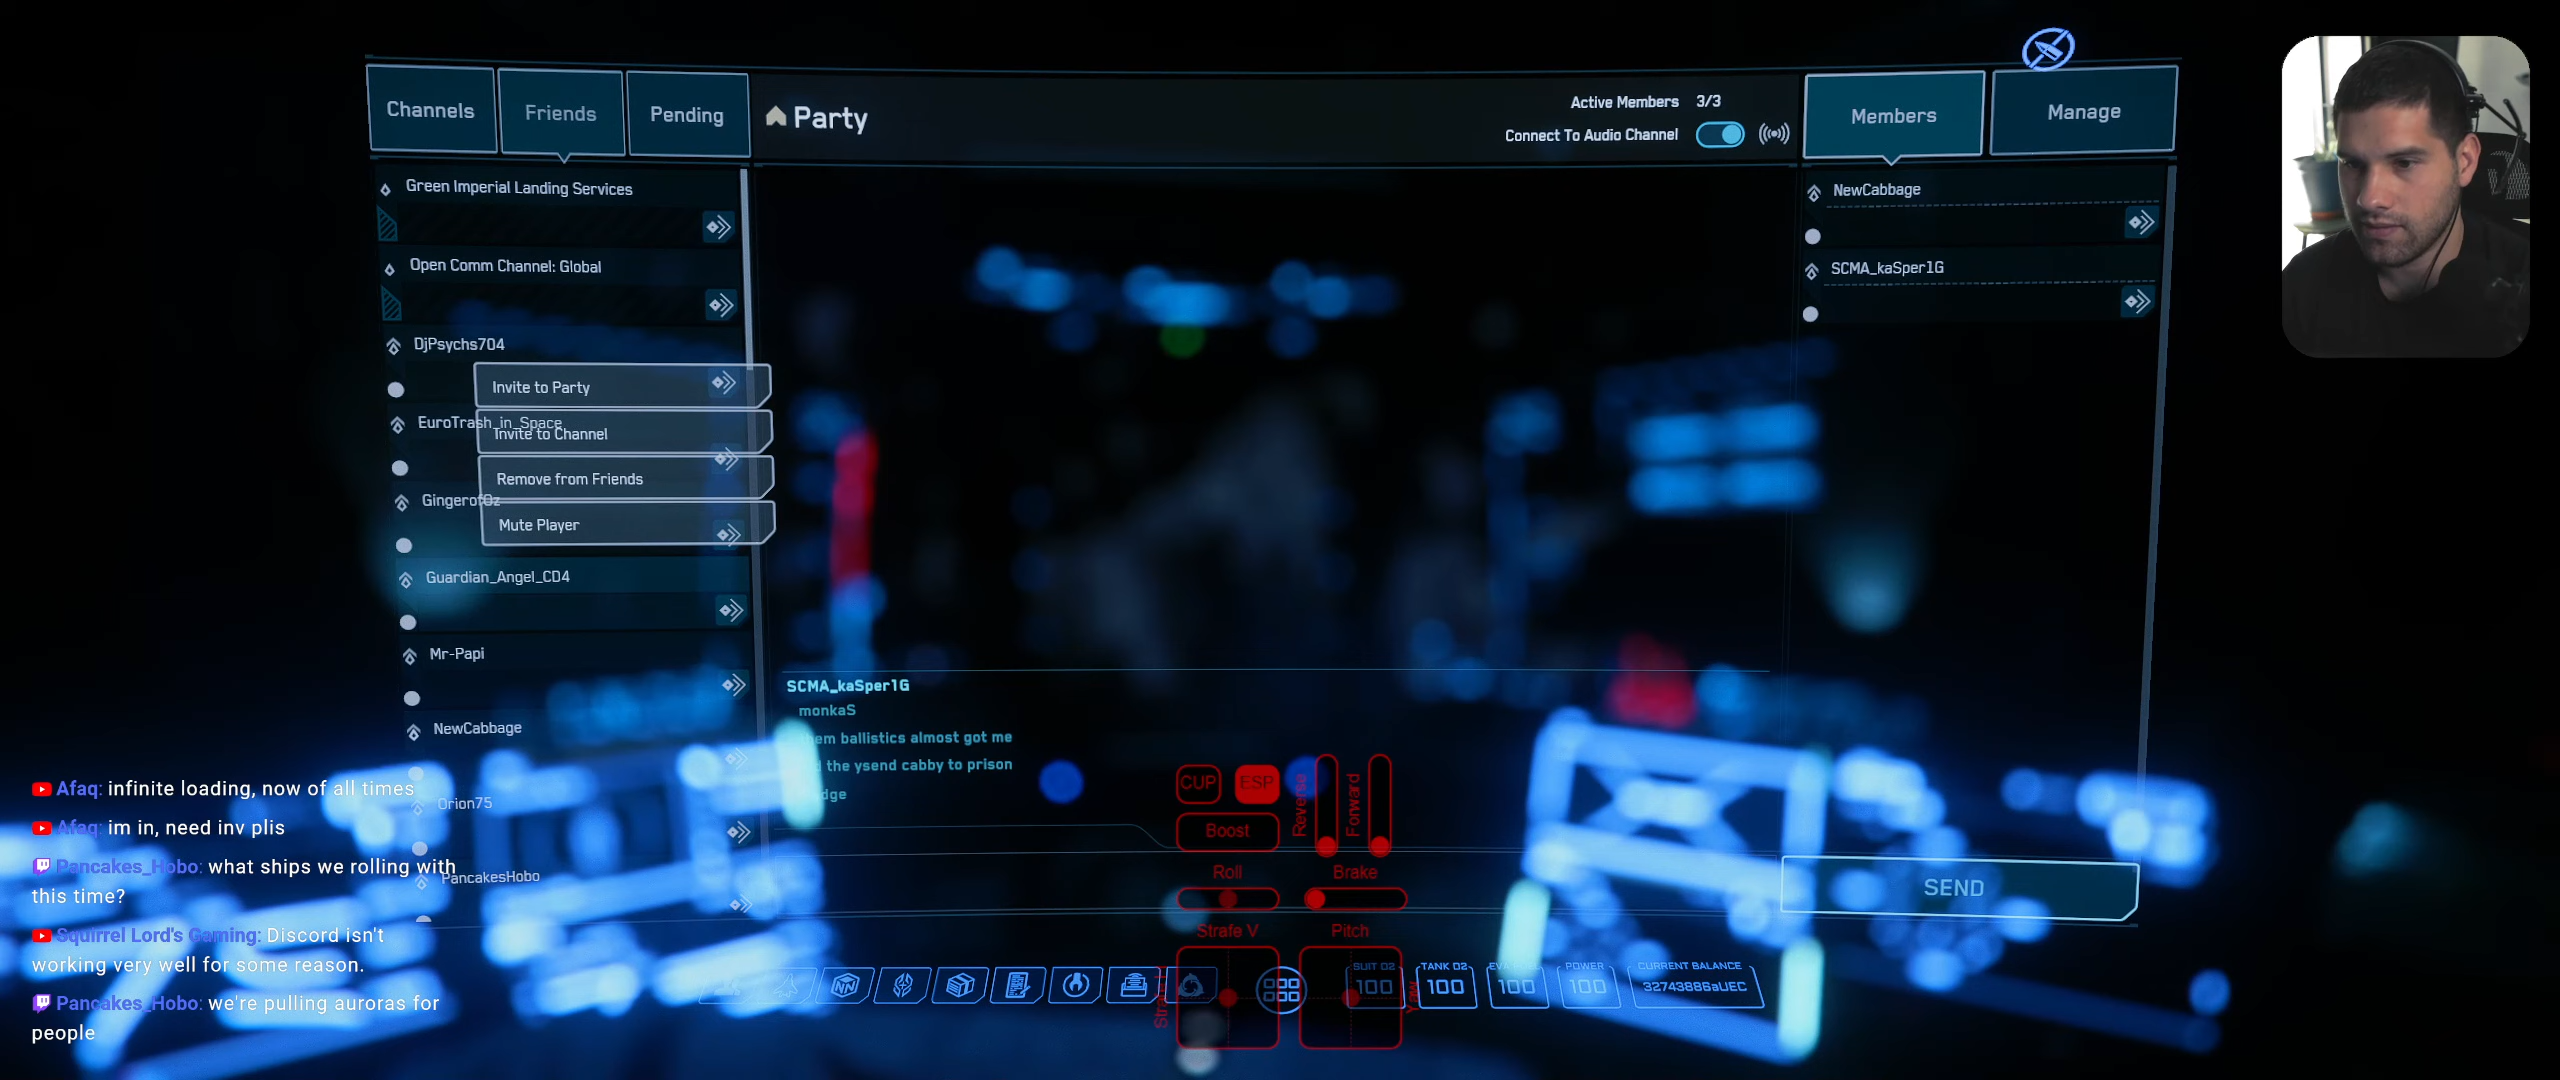 Channels
Friends
Pending
Party
Active Members 3/3
Connect To Audio Channel
Members
Manage
Green Imperial Landing Services
Open Comm Channel: Global
DjPsychs704
Invite to Party
EuroTrash_in_Space
Invite to Channel
Remove from Friends
GingerofOz
Mute Player
Guardian_Angel_CD4
Mr-Papi
NewCabbage
Orion75
PancakesHobo
NewCabbage
SCMA_kaSper1G
SCMA_kaSper1G
monkaS
ballistics almost got me
the ysend cabby to prison
SEND
Afaq: infinite loading, now of all times
Afaq: im in, need inv plis
Pancakes_Hobo: what ships we rolling with
this time?
Squirrel Lord's Gaming: Discord isn't
working very well for some reason.
Pancakes_Hobo: we're pulling auroras for
people
CUP
ESP
Boost
Reverse
Forward
Roll
Brake
Strafe V
Pitch
SUIT O2
100
TANK O2
100
100
POWER
100
CURRENT BALANCE
32743886aUEC